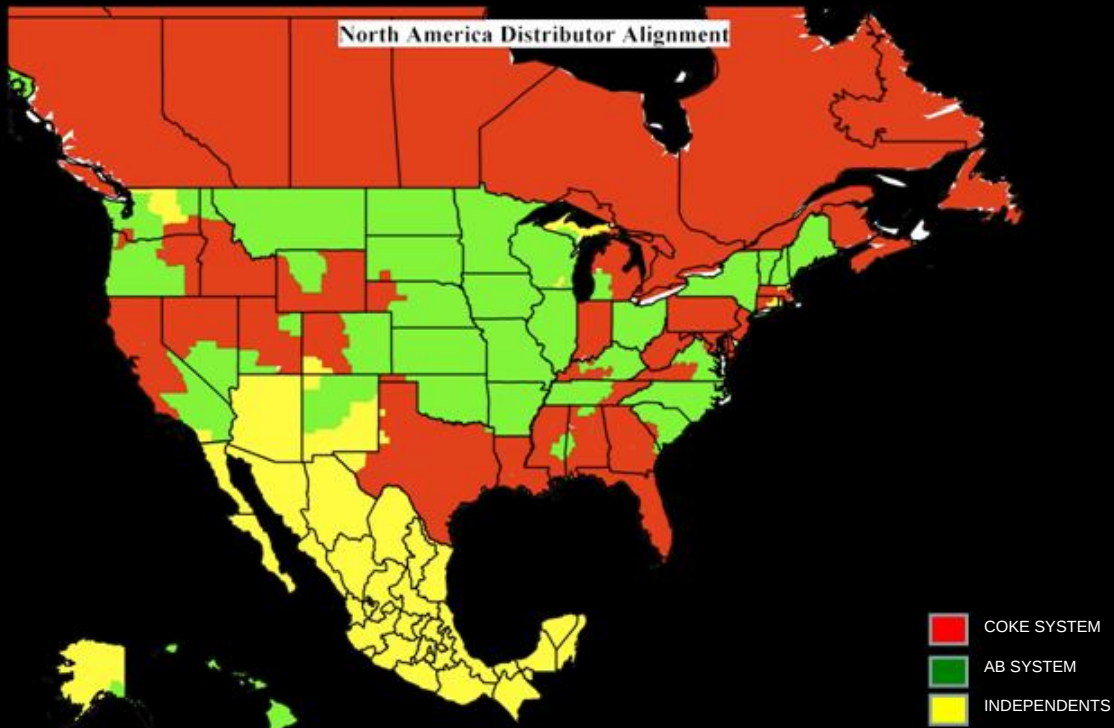 North America Distributor Alignment
COKE SYSTEM
AB SYSTEM
INDEPENDENTS